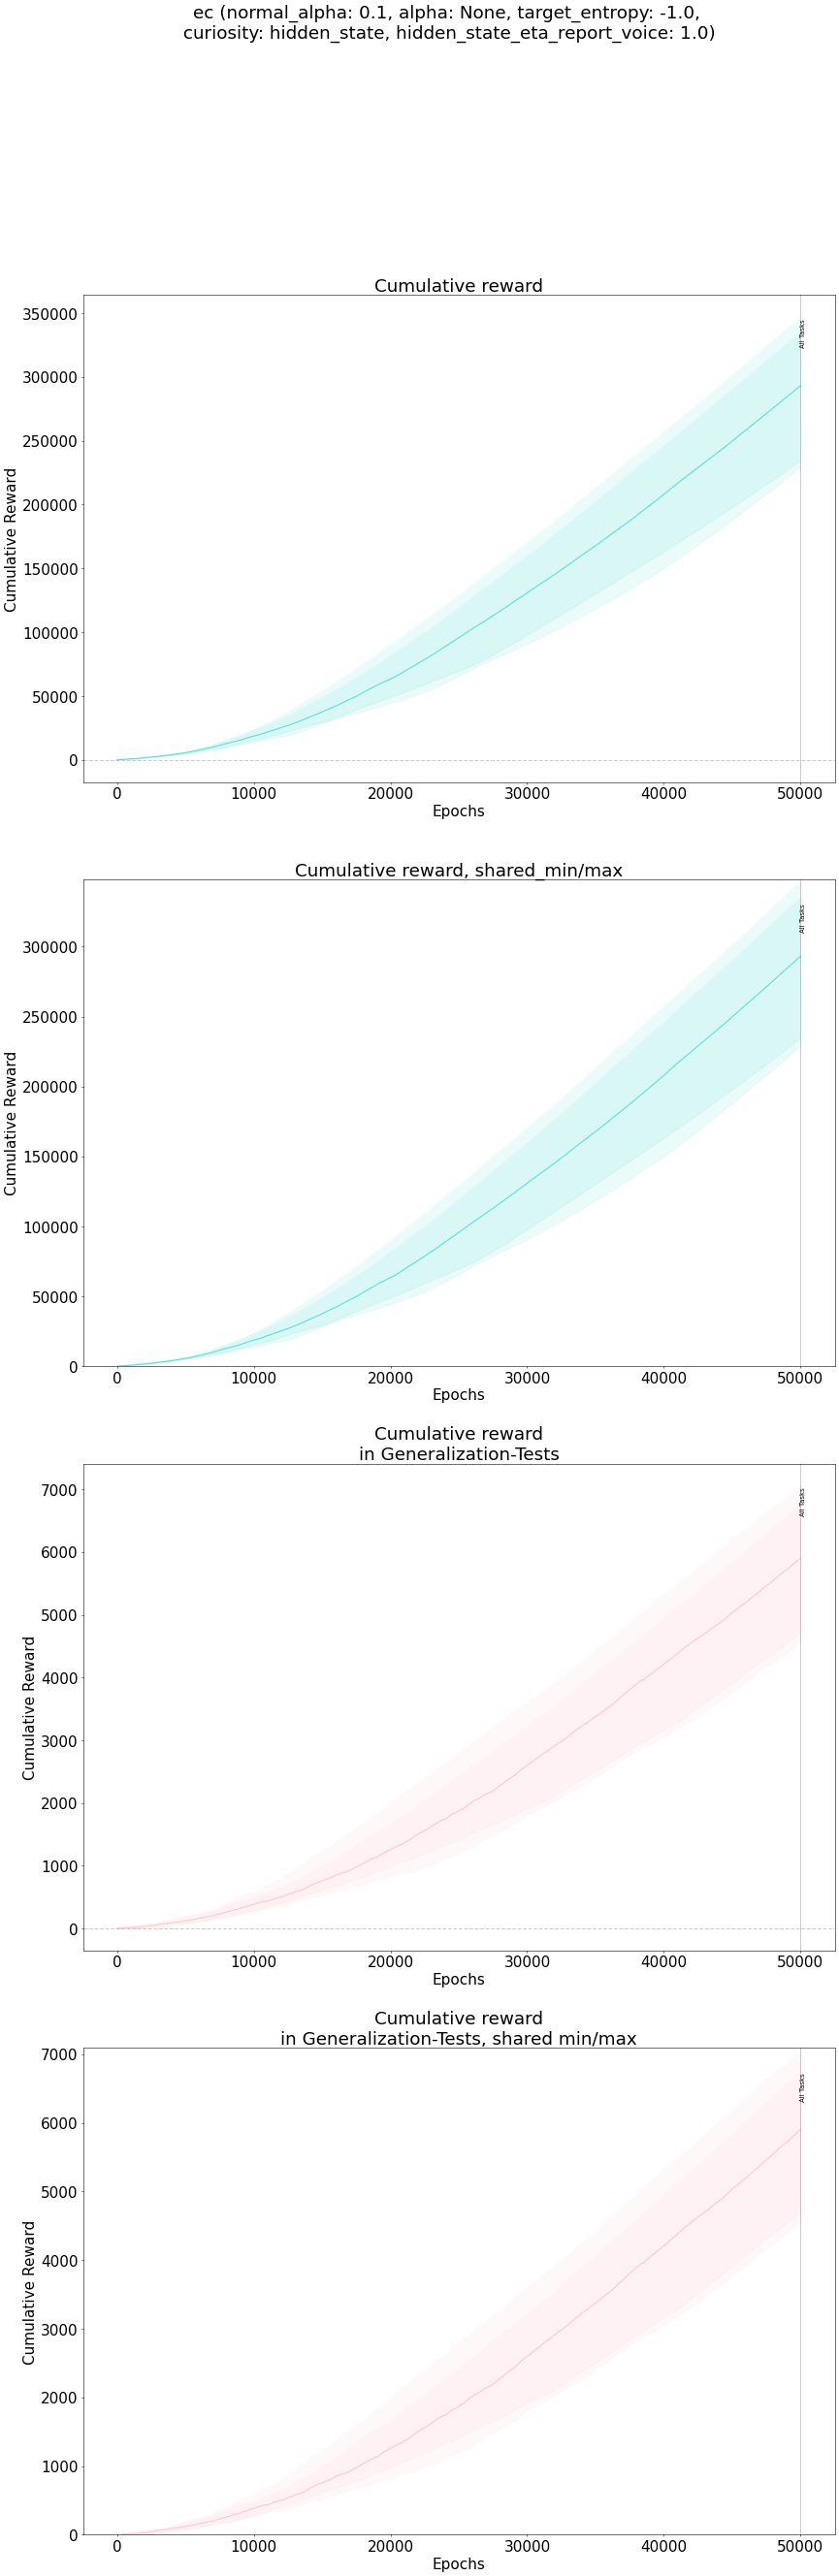 ec (normal_alpha: 0.1, alpha: None, target_entropy: -1.0,
curiosity: hidden_state, hidden_state_eta_report_voice: 1.0)
Cumulative reward
350000
300000
250000
200000
150000
100000
50000
0
Cumulative Reward
All Tasks
0 10000 20000 30000 40000 50000
Epochs
Cumulative reward, shared_min/max
300000
250000
200000
150000
100000
50000
0
Cumulative Reward
All Tasks
0 10000 20000 30000 40000 50000
Epochs
Cumulative reward
in Generalization-Tests
7000
6000
5000
4000
3000
2000
1000
0
Cumulative Reward
All Tasks
0 10000 20000 30000 40000 50000
Epochs
Cumulative reward
in Generalization-Tests, shared min/max
7000
6000
5000
4000
3000
2000
1000
0
Cumulative Reward
All Tasks
0 10000 20000 30000 40000 50000
Epochs